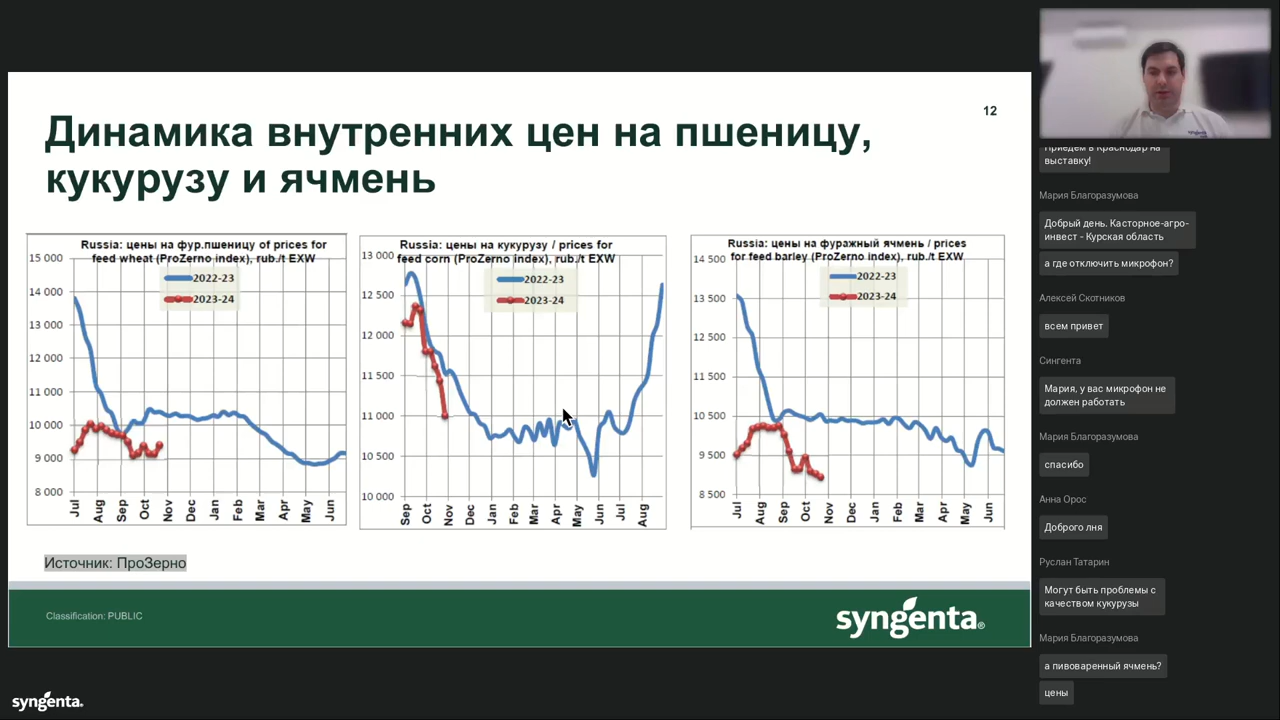 12
Динамика внутренних цен на пшеницу,
кукурузу и ячмень
Russia: цены на фур.пшеницу of prices for
feed wheat (ProZerno index), rub./t EXW
2022-23
2023-24
15 000
14 000
13 000
12 000
11 000
10 000
9 000
8 000
Jul
Aug
Sep
Oct
Nov
Dec
Jan
Feb
Mar
Apr
May
Jun
Russia: цены на кукурузу / prices for
feed corn (ProZerno index), rub./t EXW
2022-23
2023-24
13 000
12 500
12 000
11 500
11 000
10 500
10 000
Sep
Oct
Nov
Dec
Jan
Feb
Mar
Apr
May
Jun
Jul
Aug
Russia: цены на фуражный ячмень / prices
for feed barley (ProZerno index), rub./t EXW
2022-23
2023-24
14 500
13 500
12 500
11 500
10 500
9 500
8 500
Jul
Aug
Sep
Oct
Nov
Dec
Jan
Feb
Mar
Apr
May
Jun
Источник: ПроЗерно
Classification: PUBLIC
syngenta®
syngenta.
syngenta
Приедем в Краснодар на
выставку!
Мария Благоразумова
Добрый день. Касторное-агро-
инвест - Курская область
а где отключить микрофон?
Алексей Скотников
всем привет
Сингента
Мария, у вас микрофон не
должен работать
Мария Благоразумова
спасибо
Анна Орос
Доброго лня
Руслан Татарин
Могут быть проблемы с
качеством кукурузы
Мария Благоразумова
а пивоваренный ячмень?
цены